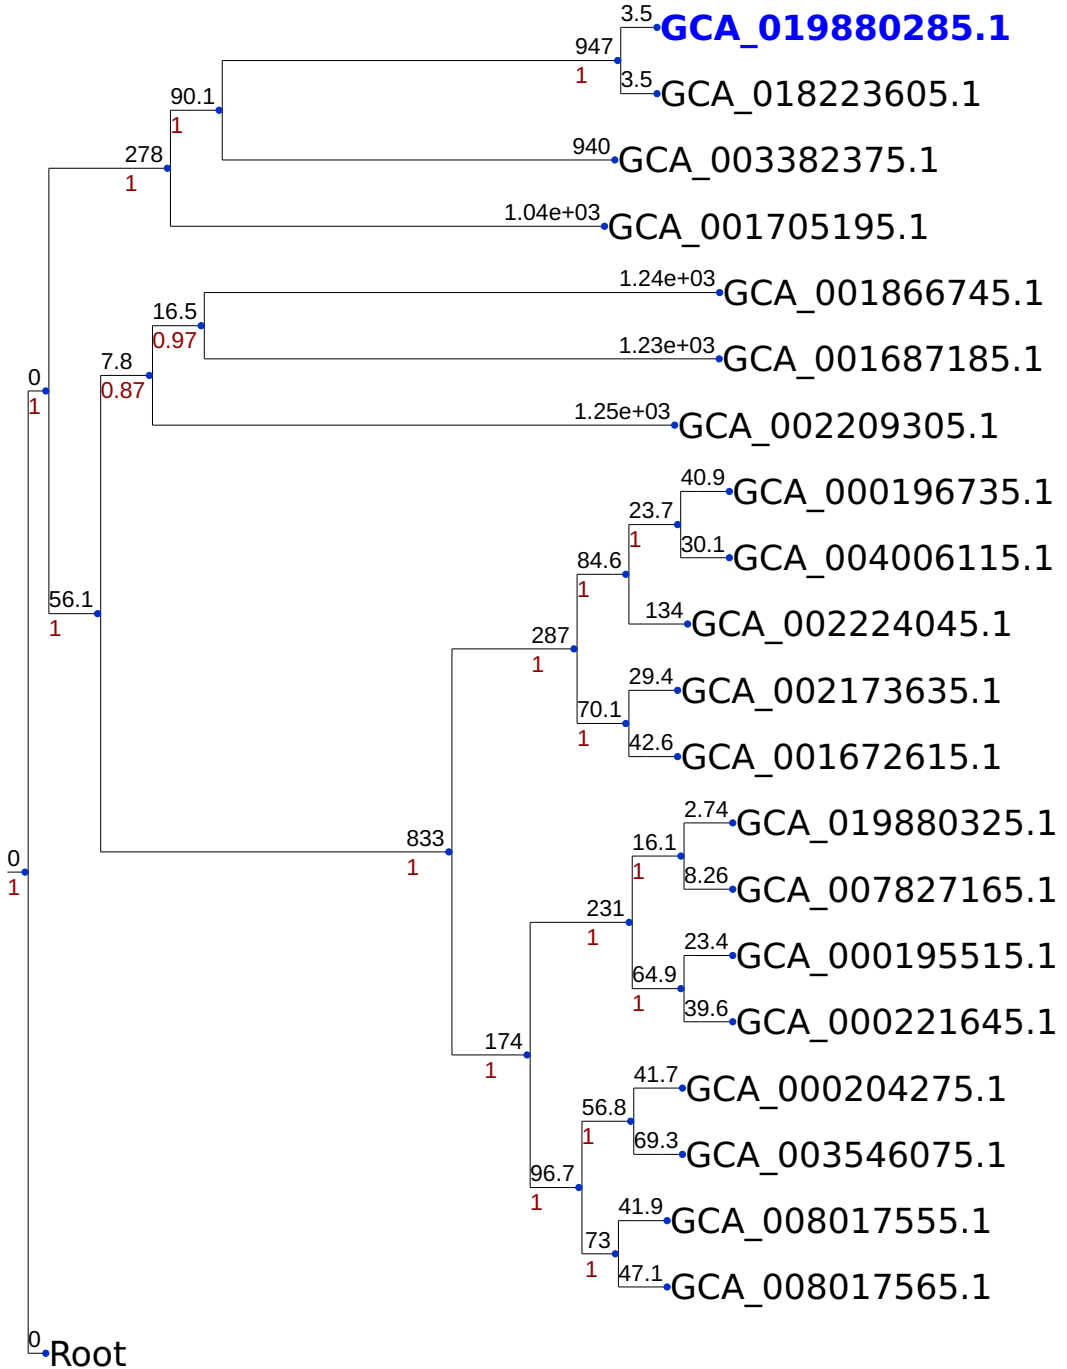 3.5
GCA_019880285.1
947
1
3.5
GCA_018223605.1
90.1
1
940
GCA_003382375.1
278
1
1.04e+03
GCA_001705195.1
1.24e+03
GCA_001866745.1
16.5
0.97
1.23e+03
GCA_001687185.1
7.8
0.87
0
1
1.25e+03
GCA_002209305.1
40.9
GCA_000196735.1
23.7
1
30.1
GCA_004006115.1
84.6
1
56.1
1
134
GCA_002224045.1
287
1
29.4
GCA_002173635.1
70.1
1
42.6
GCA_001672615.1
2.74
GCA_019880325.1
833
1
16.1
1
0
1
8.26
GCA_007827165.1
231
1
23.4
GCA_000195515.1
64.9
1
39.6
GCA_000221645.1
174
1
41.7
GCA_000204275.1
56.8
1
69.3
GCA_003546075.1
96.7
1
41.9
GCA_008017555.1
73
1
47.1
GCA_008017565.1
0
Root